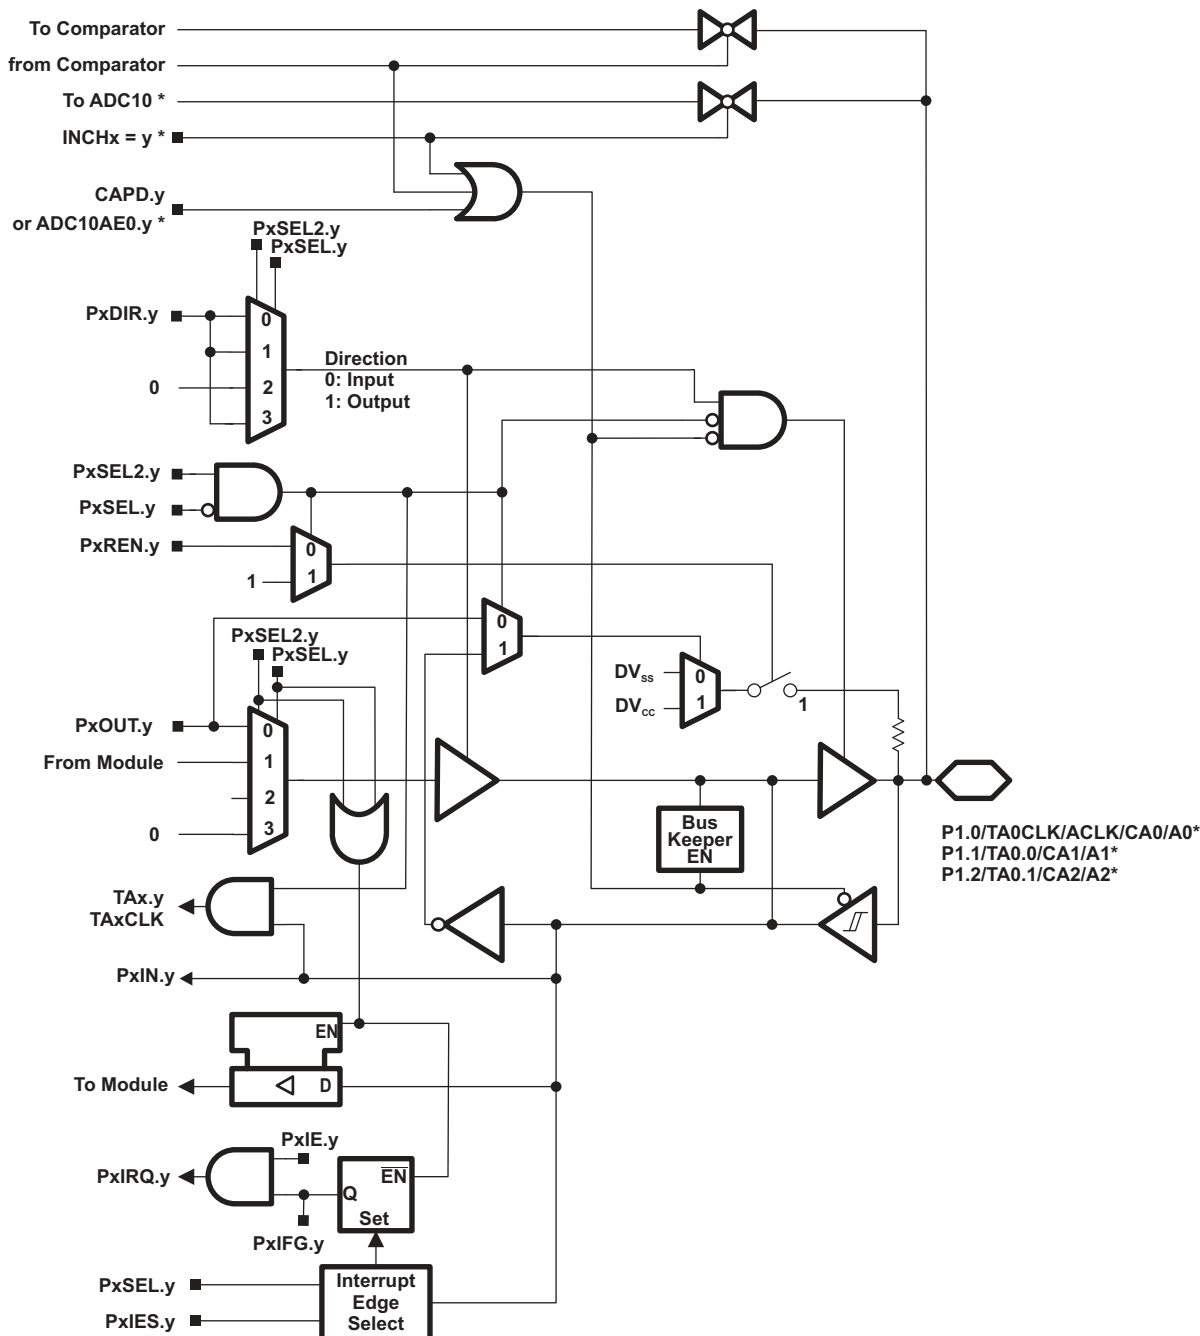 To Comparator
from Comparator
To ADC10 *
INCHx = y *
CAPD.y
or ADC10AE0.y *
PxSEL2.y
PxSEL.y
PxDIR.y
0
1
0
2
3
Direction
0: Input
1: Output
PxSEL2.y
PxSEL.y
PxREN.y
0
1
1
0
1
PxSEL2.y
PxSEL.y
DVSS
0
DVCC
1
1
PxOUT.y
0
From Module
1
2
0
3
Bus
Keeper
EN
P1.0/TA0CLK/ACLK/CA0/A0*
P1.1/TA0.0/CA1/A1*
P1.2/TA0.1/CA2/A2*
TAx.y
TAxCLK
PxIN.y
EN
To Module
D
PxIE.y
PxIRQ.y
EN
Q
Set
PxIFG.y
PxSEL.y
PxIES.y
Interrupt
Edge
Select